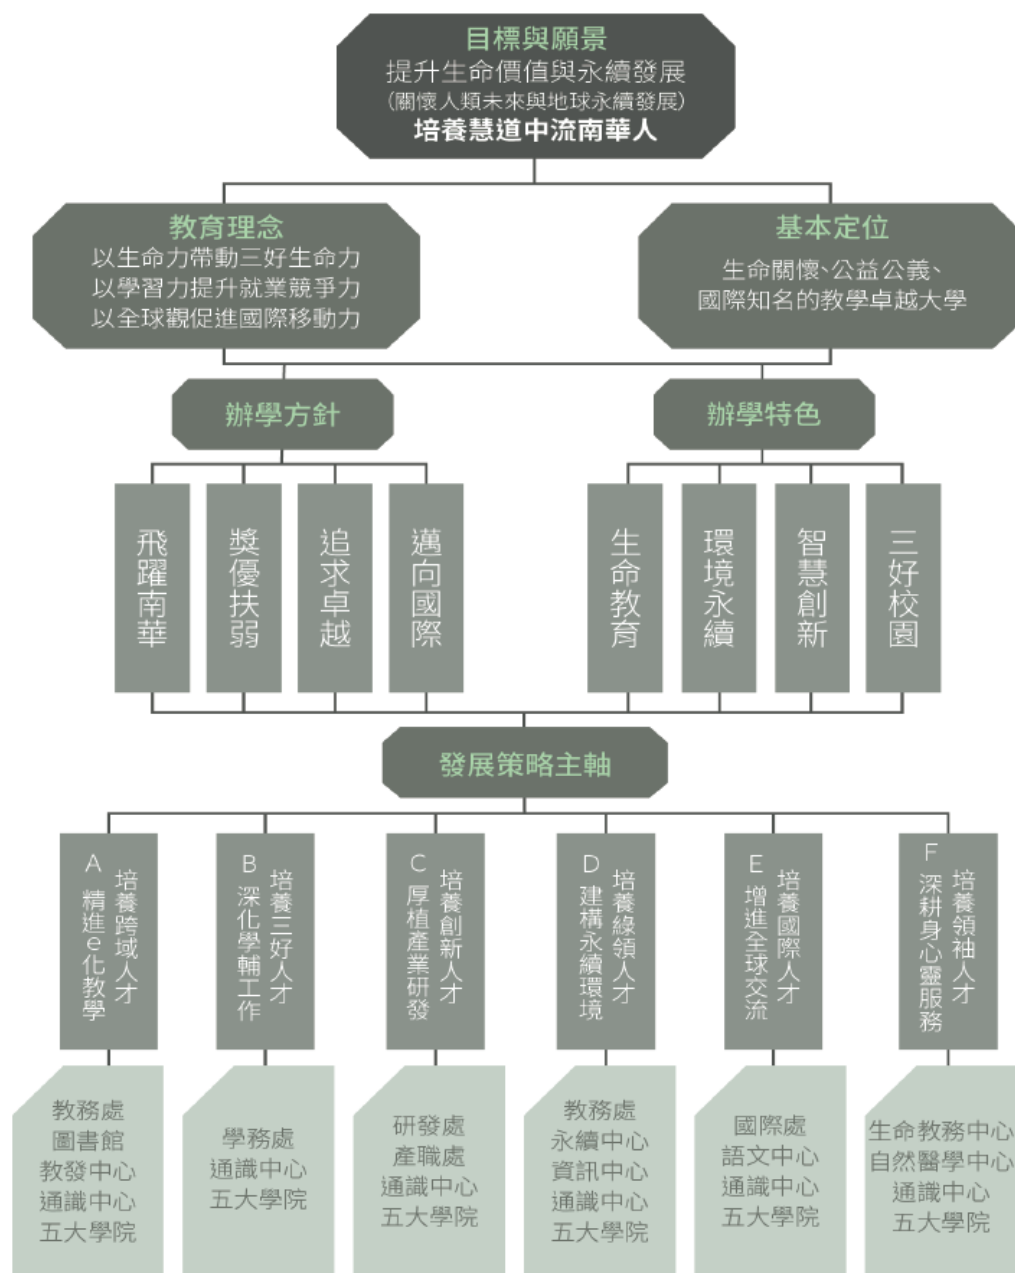 目標與願景
提升生命價值與永續發展
(關懷人類未來與地球永續發展)
培養慧道中流南華人
教育理念
以生命力帶動三好生命力
以學習力提升就業競爭力
以全球觀促進國際移動力
基本定位
生命關懷、公益公義、
國際知名的教學卓越大學
辦學方針
辦學特色
飛躍南華
獎優扶弱
追求卓越
邁向國際
生命教育
環境永續
智慧創新
三好校園
發展策略主軸
A 精進e化教學
培養跨域人才
B 深化學輔工作
培養三好人才
C 厚植產業研發
培養創新人才
D 建構永續環境
培養綠領人才
E 增進全球交流
培養國際人才
F 深耕身心靈服務
培養領袖人才
教務處
圖書館
教發中心
通識中心
五大學院
學務處
通識中心
五大學院
研發處
產職處
通識中心
五大學院
教務處
永續中心
資訊中心
通識中心
五大學院
國際處
語文中心
通識中心
五大學院
生命教務中心
自然醫學中心
通識中心
五大學院